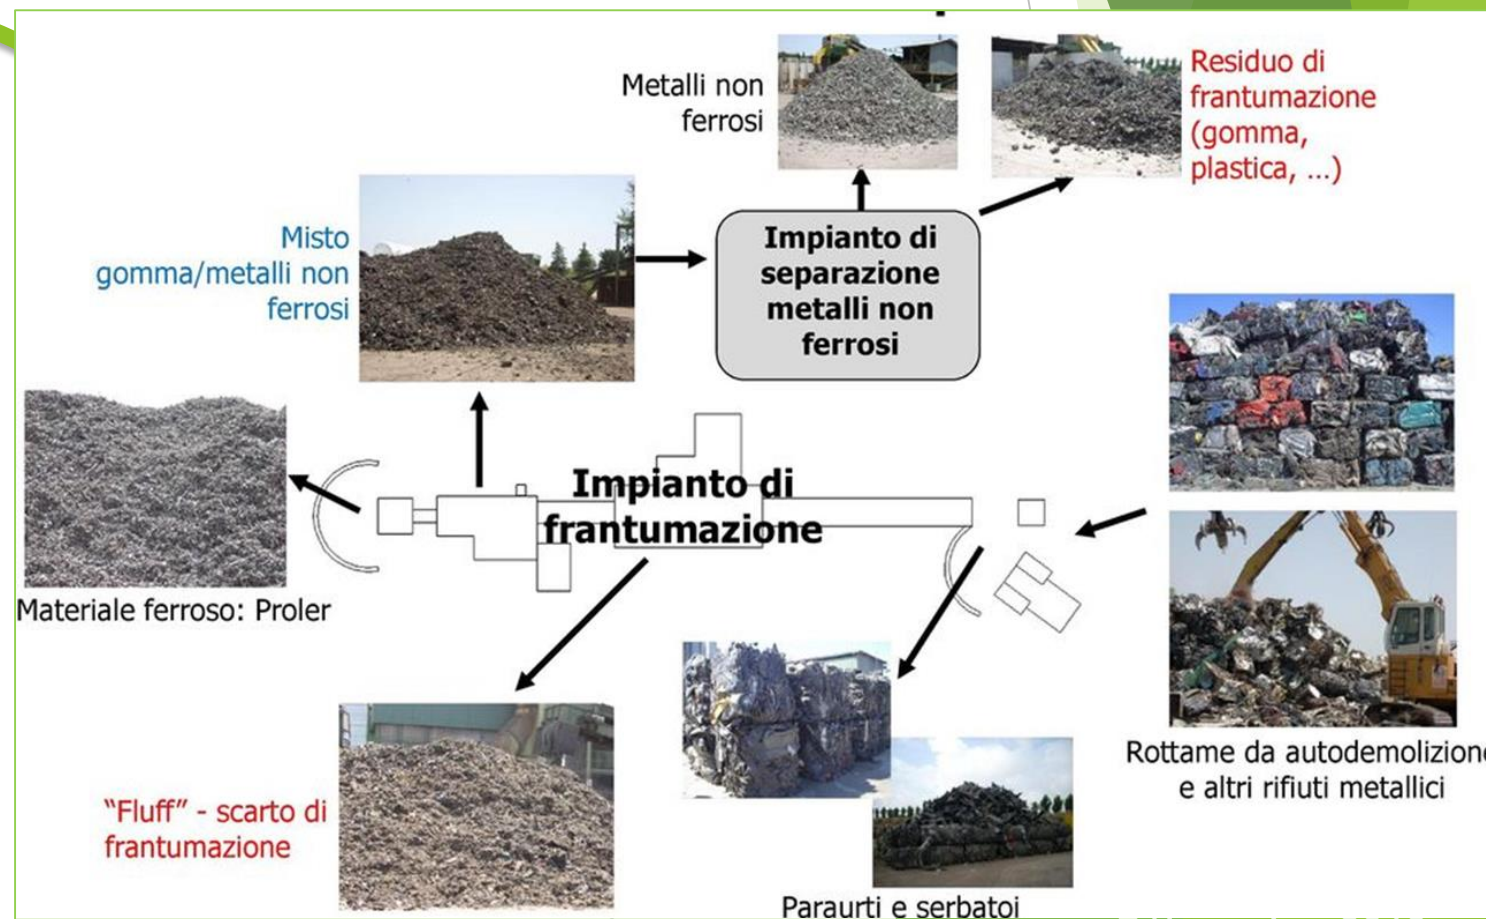 Metalli non
ferrosi
Residuo di
frantumazione
(gomma,
plastica, ...)
Misto
gomma/metalli non
ferrosi
Impianto di
separazione
metalli non
ferrosi
Impianto di
frantumazione
Materiale ferroso: Proler
Rottame da autodemolizione
e altri rifiuti metallici
“Fluff” - scarto di
frantumazione
Paraurti e serbatoi